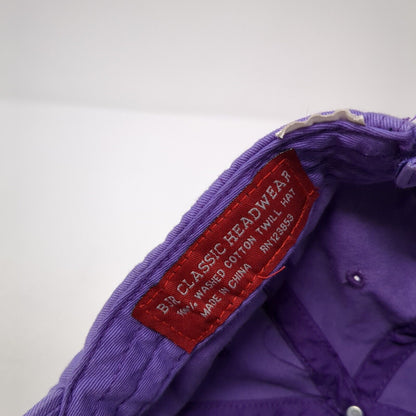 B.R CLASSIC HEADWEAR
100% WASHED COTTON TWILL HAT
MADE IN CHINA RN123853